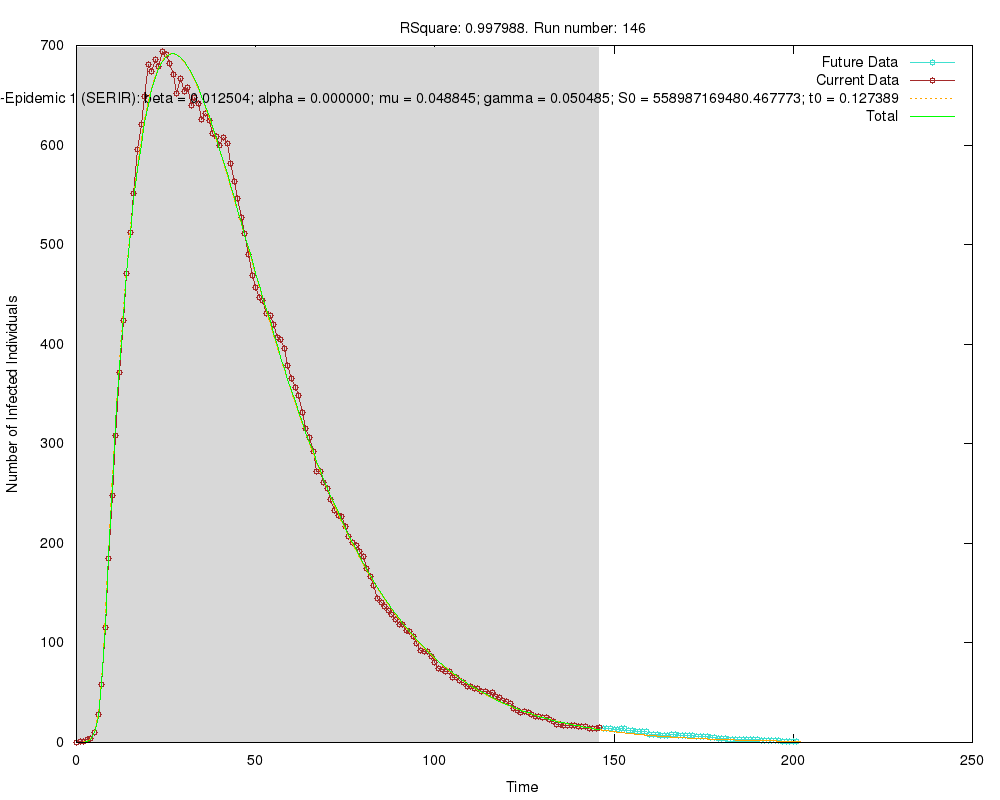 RSquare: 0.997988. Run number: 146
700
600
500
400
300
200
100
0
Number of Infected Individuals
Future Data
Current Data
-Epidemic 1 (SERIR): beta = 0.012504; alpha = 0.000000; mu = 0.048845; gamma = 0.050485; S0 = 558987169480.467773; t0 = 0.127389
Total
0 50 100 150 200 250
Time